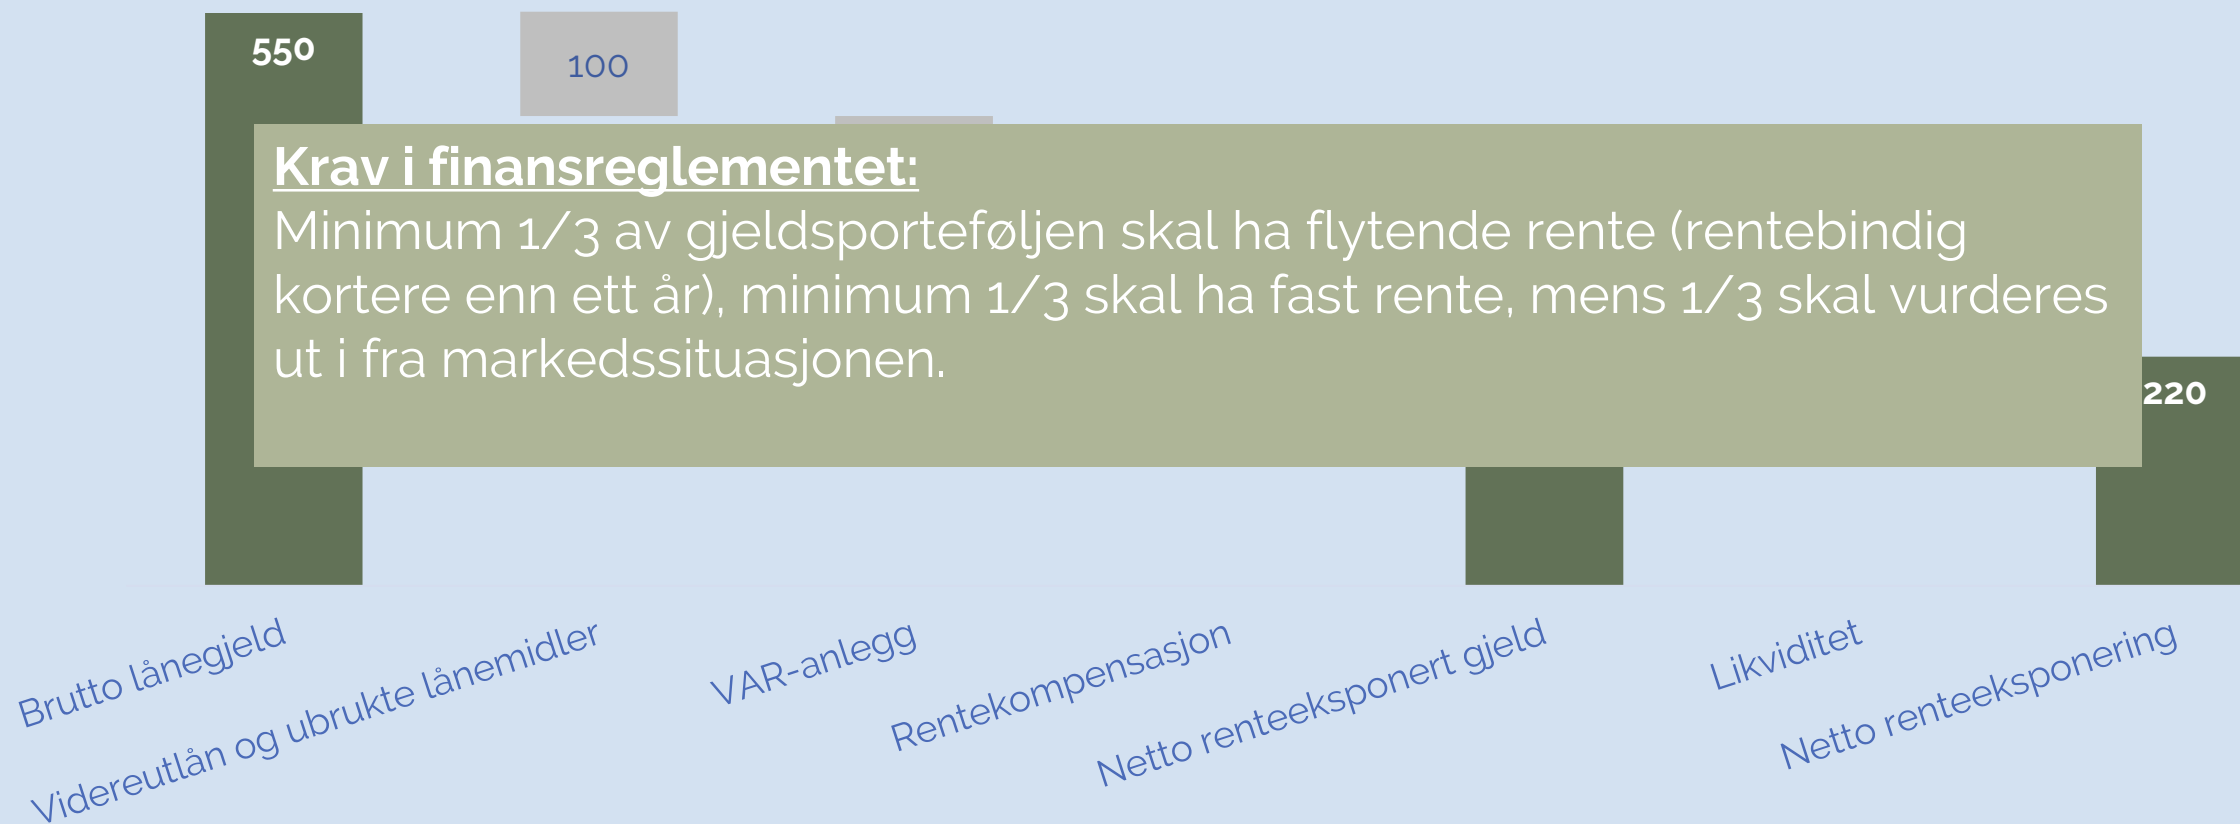 550
100
Krav i finansreglementet:
Minimum 1/3 av gjeldsporteføljen skal ha flytende rente (rentebindig
kortere enn ett år), minimum 1/3 skal ha fast rente, mens 1/3 skal vurderes
ut i fra markedssituasjonen.
220
Brutto lånegjeld
Videreutlån og ubrukte lånemidler
VAR-anlegg
Rentekompensasjon
Netto renteeksponert gjeld
Likviditet
Netto renteeksponering